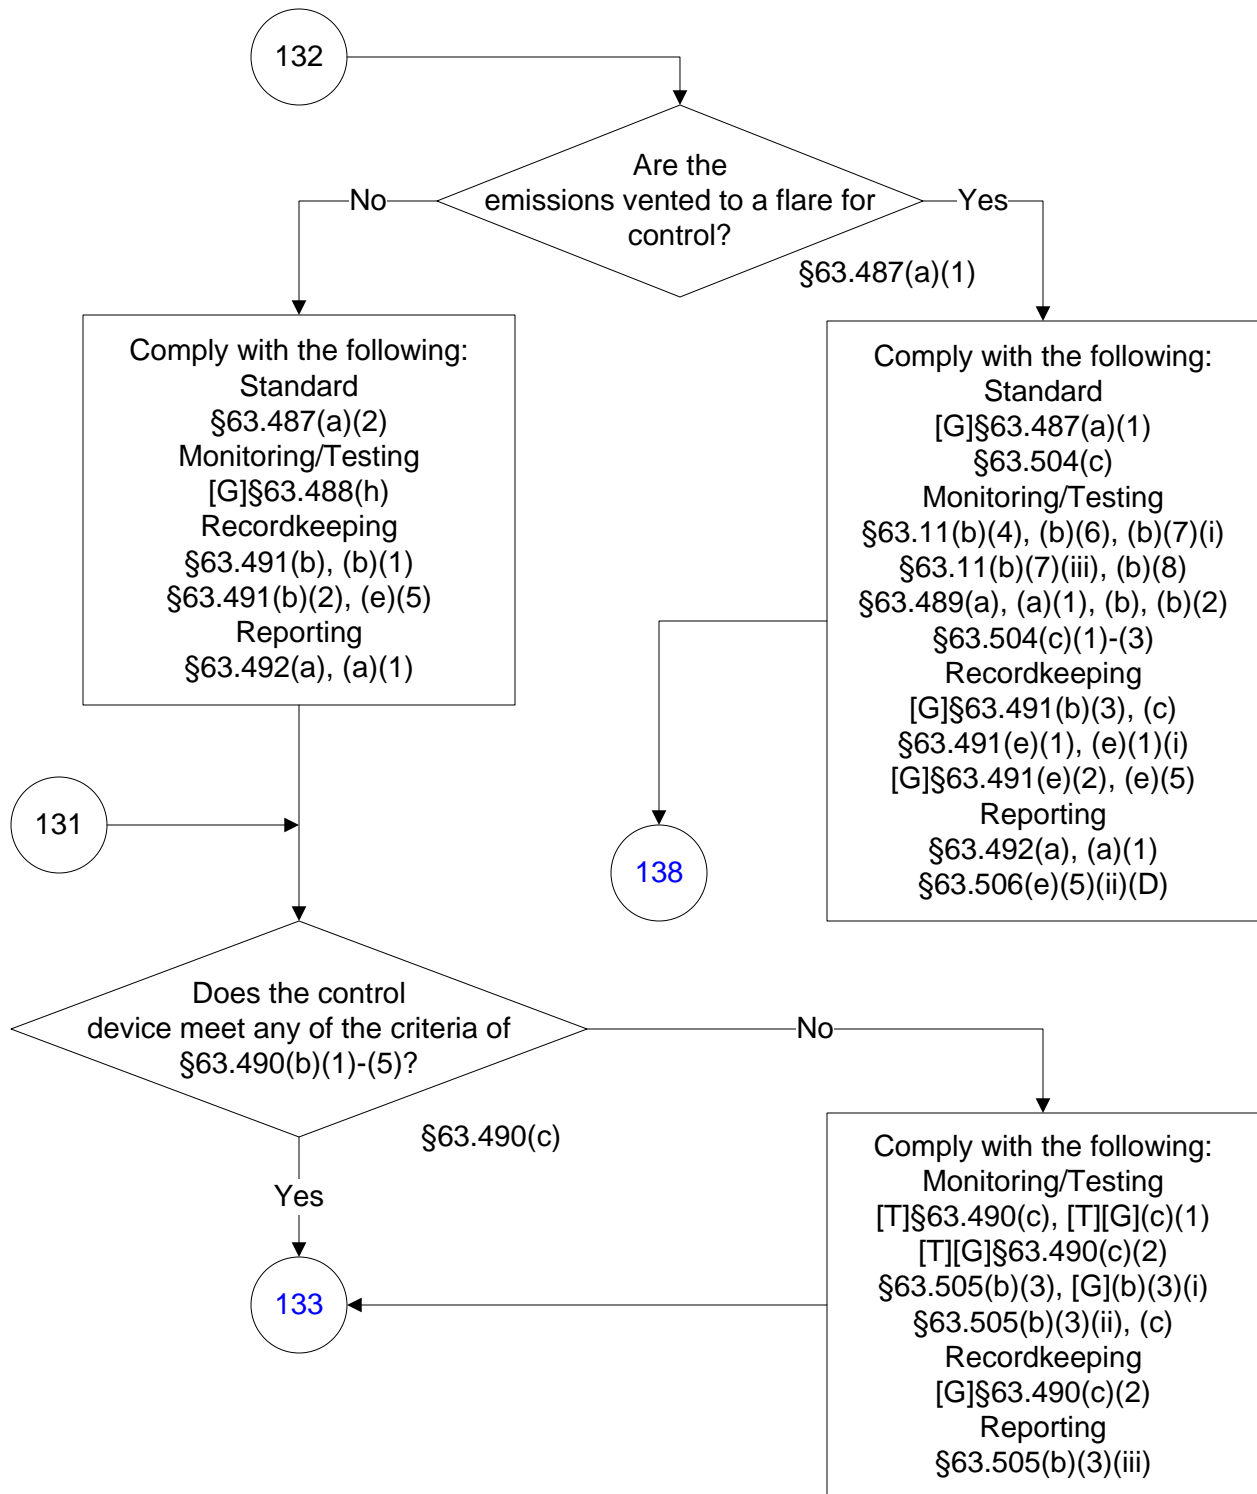 132
Are the
emissions vented to a flare for
control?
No
Yes
§63.487(a)(1)
Comply with the following:
Standard
§63.487(a)(2)
Monitoring/Testing
[G]§63.488(h)
Recordkeeping
§63.491(b), (b)(1)
§63.491(b)(2), (e)(5)
Reporting
§63.492(a), (a)(1)
Comply with the following:
Standard
[G]§63.487(a)(1)
§63.504(c)
Monitoring/Testing
§63.11(b)(4), (b)(6), (b)(7)(i)
§63.11(b)(7)(iii), (b)(8)
§63.489(a), (a)(1), (b), (b)(2)
§63.504(c)(1)-(3)
Recordkeeping
[G]§63.491(b)(3), (c)
§63.491(e)(1), (e)(1)(i)
[G]§63.491(e)(2), (e)(5)
Reporting
§63.492(a), (a)(1)
§63.506(e)(5)(ii)(D)
131
138
Does the control
device meet any of the criteria of
§63.490(b)(1)-(5)?
No
§63.490(c)
Yes
133
Comply with the following:
Monitoring/Testing
[T]§63.490(c), [T][G](c)(1)
[T][G]§63.490(c)(2)
§63.505(b)(3), [G](b)(3)(i)
§63.505(b)(3)(ii), (c)
Recordkeeping
[G]§63.490(c)(2)
Reporting
§63.505(b)(3)(iii)